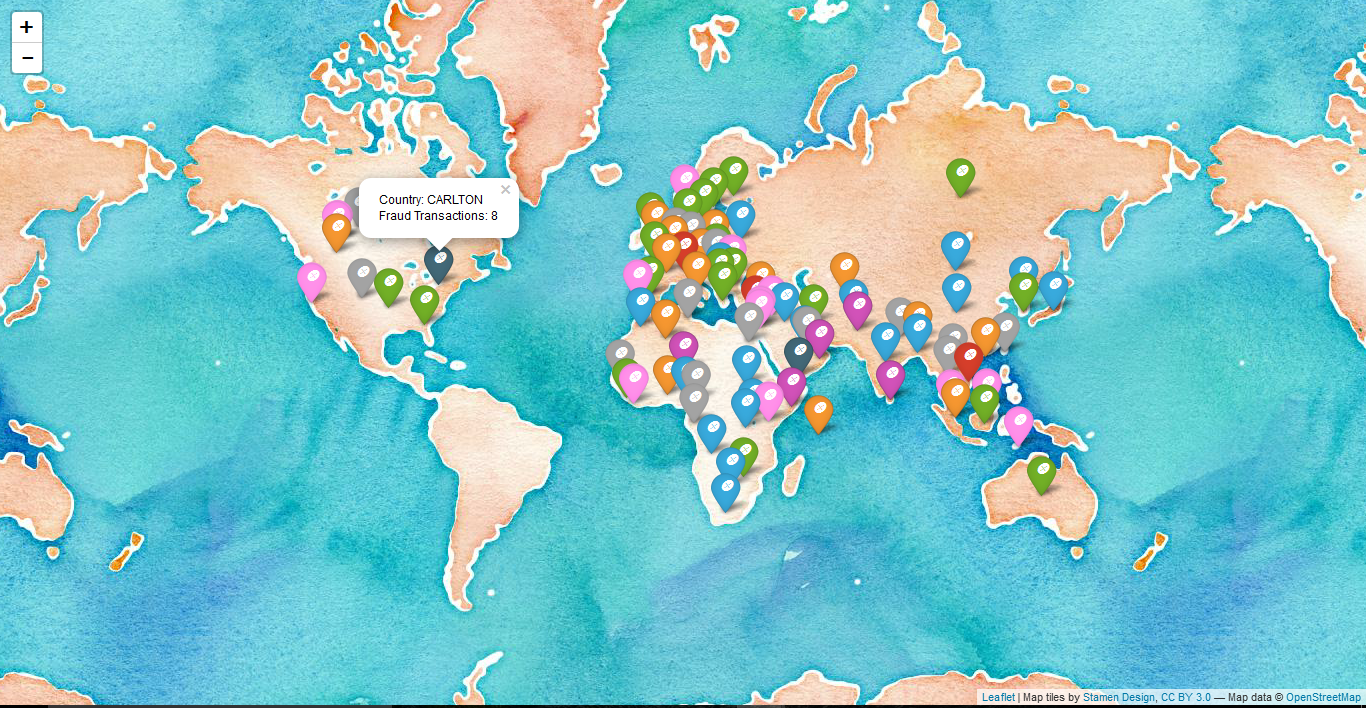 +
−
×
Country: CARLTON
Fraud Transactions: 8
Leaflet | Map tiles by Stamen Design, CC BY 3.0 — Map data © OpenStreetMap